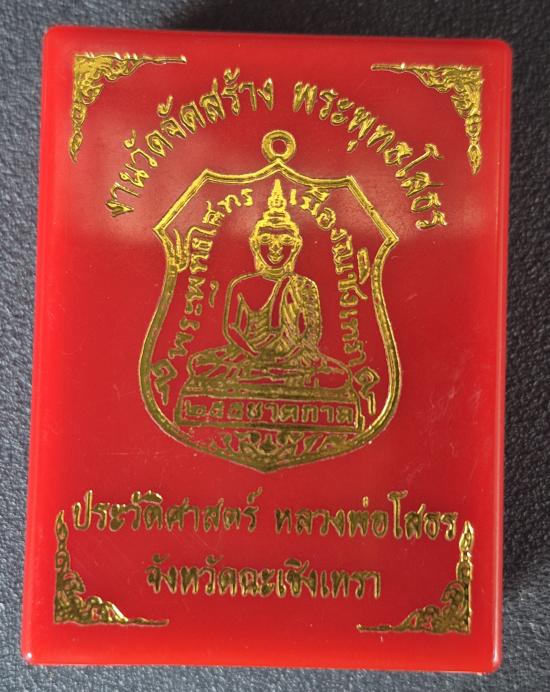 งานวัดจัดสร้าง พระพุทธโสธร
พระพุทธโสทร เมืองฉะเชิงเทรา
๒๕๕ชาตกาล
ประวัติศาสตร์ หลวงพ่อโสธร
จังหวัดฉะเชิงเทรา